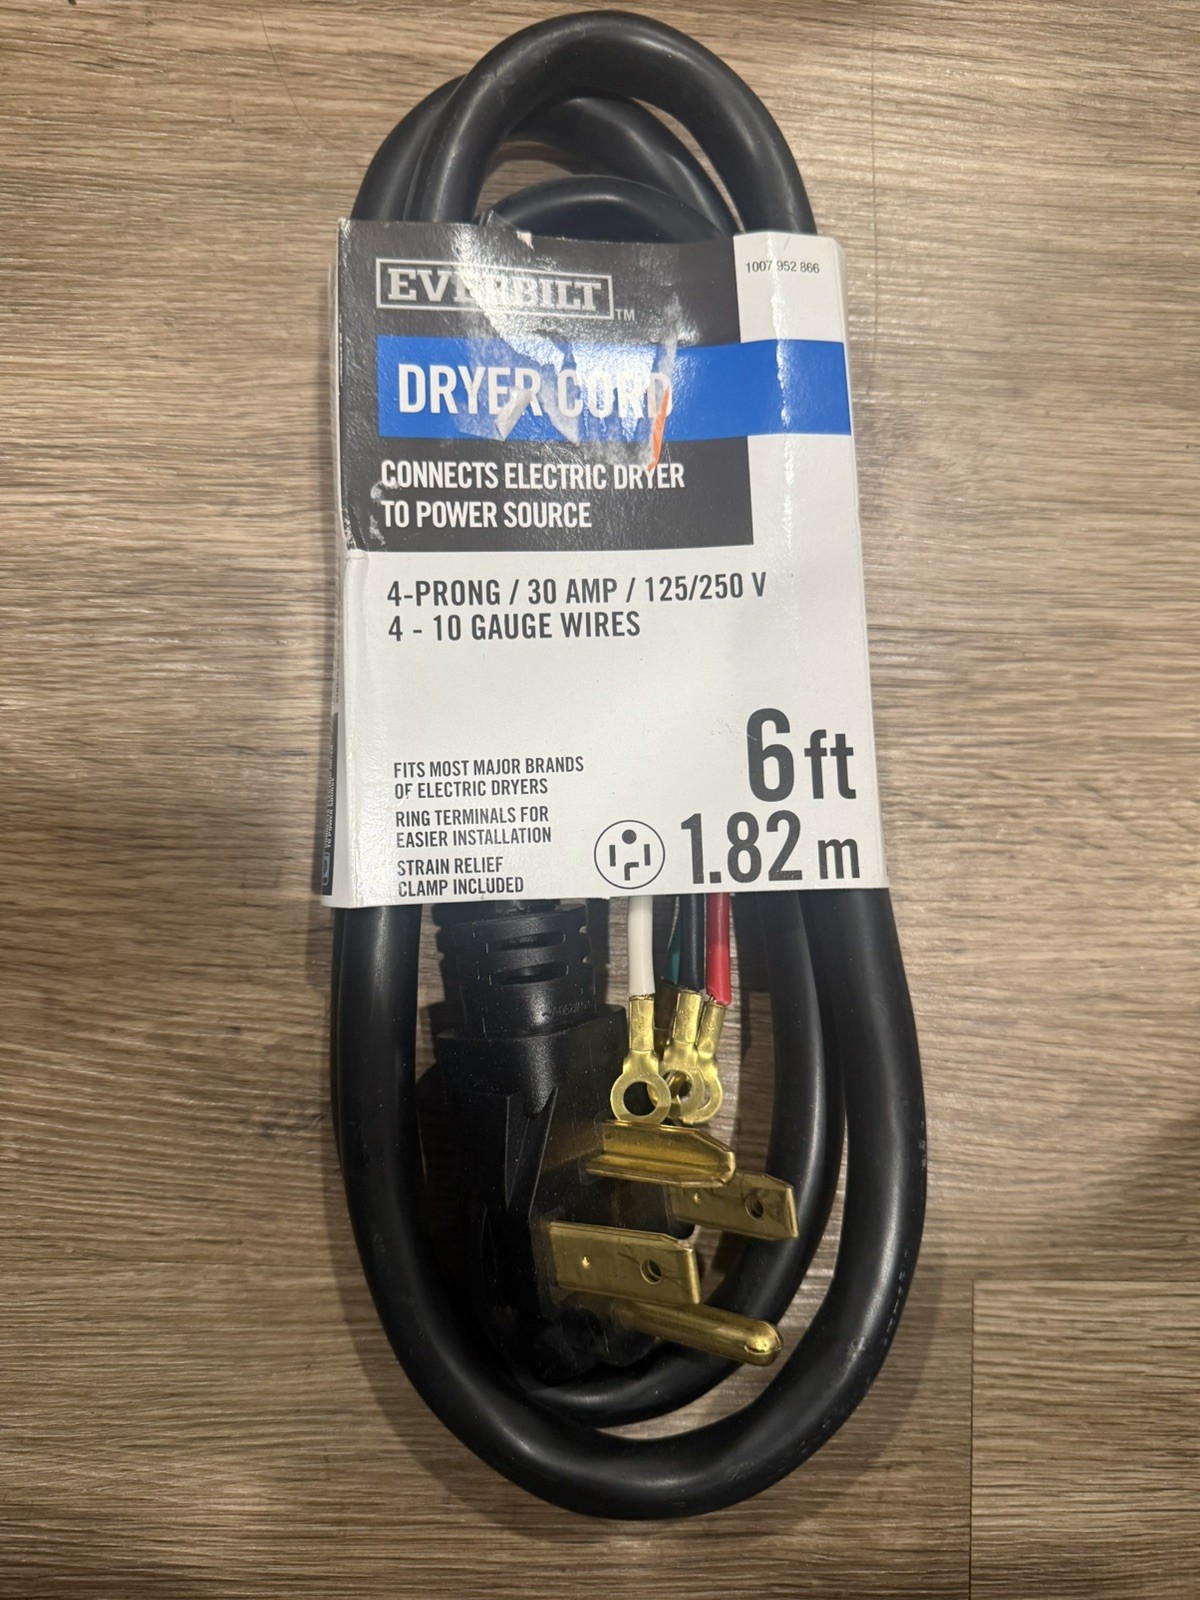 EVERBILT TM
1007 952 866
DRYER CORD
CONNECTS ELECTRIC DRYER
TO POWER SOURCE
4-PRONG / 30 AMP / 125/250 V
4 - 10 GAUGE WIRES
6 ft
1.82 m
FITS MOST MAJOR BRANDS
OF ELECTRIC DRYERS
RING TERMINALS FOR
EASIER INSTALLATION
STRAIN RELIEF
CLAMP INCLUDED